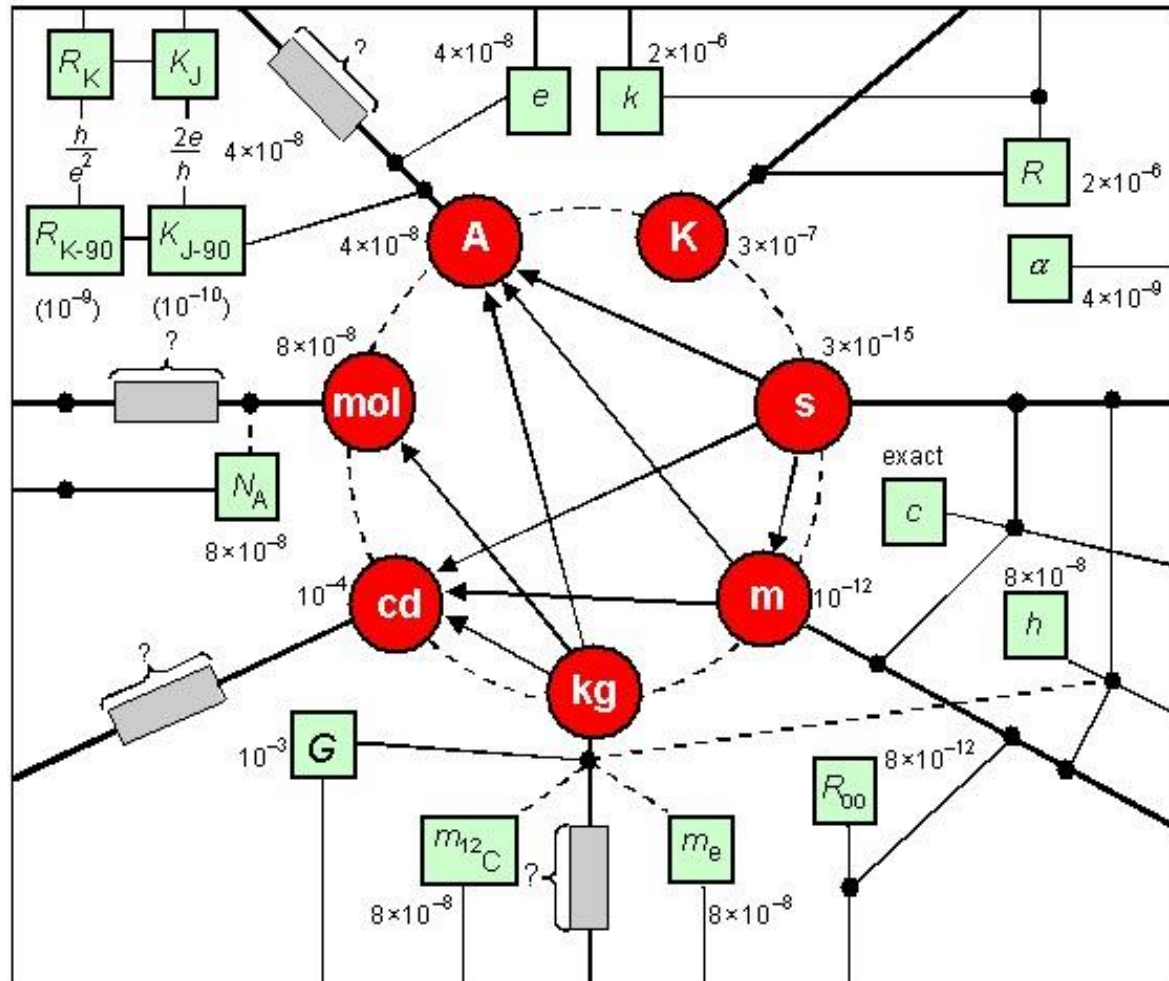 R_K K_J
?
4×10⁻⁸
e
2×10⁻⁶
k
h/e²
2e/h
4×10⁻⁸
R
2×10⁻⁶
R_K-90 K_J-90
(10⁻⁹) (10⁻¹⁰)
4×10⁻⁸
A
K
3×10⁻⁷
α
4×10⁻⁹
?
8×10⁻⁸
mol
3×10⁻¹⁵
s
N_A
8×10⁻⁸
exact
c
10⁻⁴
cd
m
10⁻¹²
8×10⁻⁸
h
?
kg
10⁻³
G
8×10⁻¹²
R_∞
m_12C
?
m_e
8×10⁻⁸
8×10⁻⁸